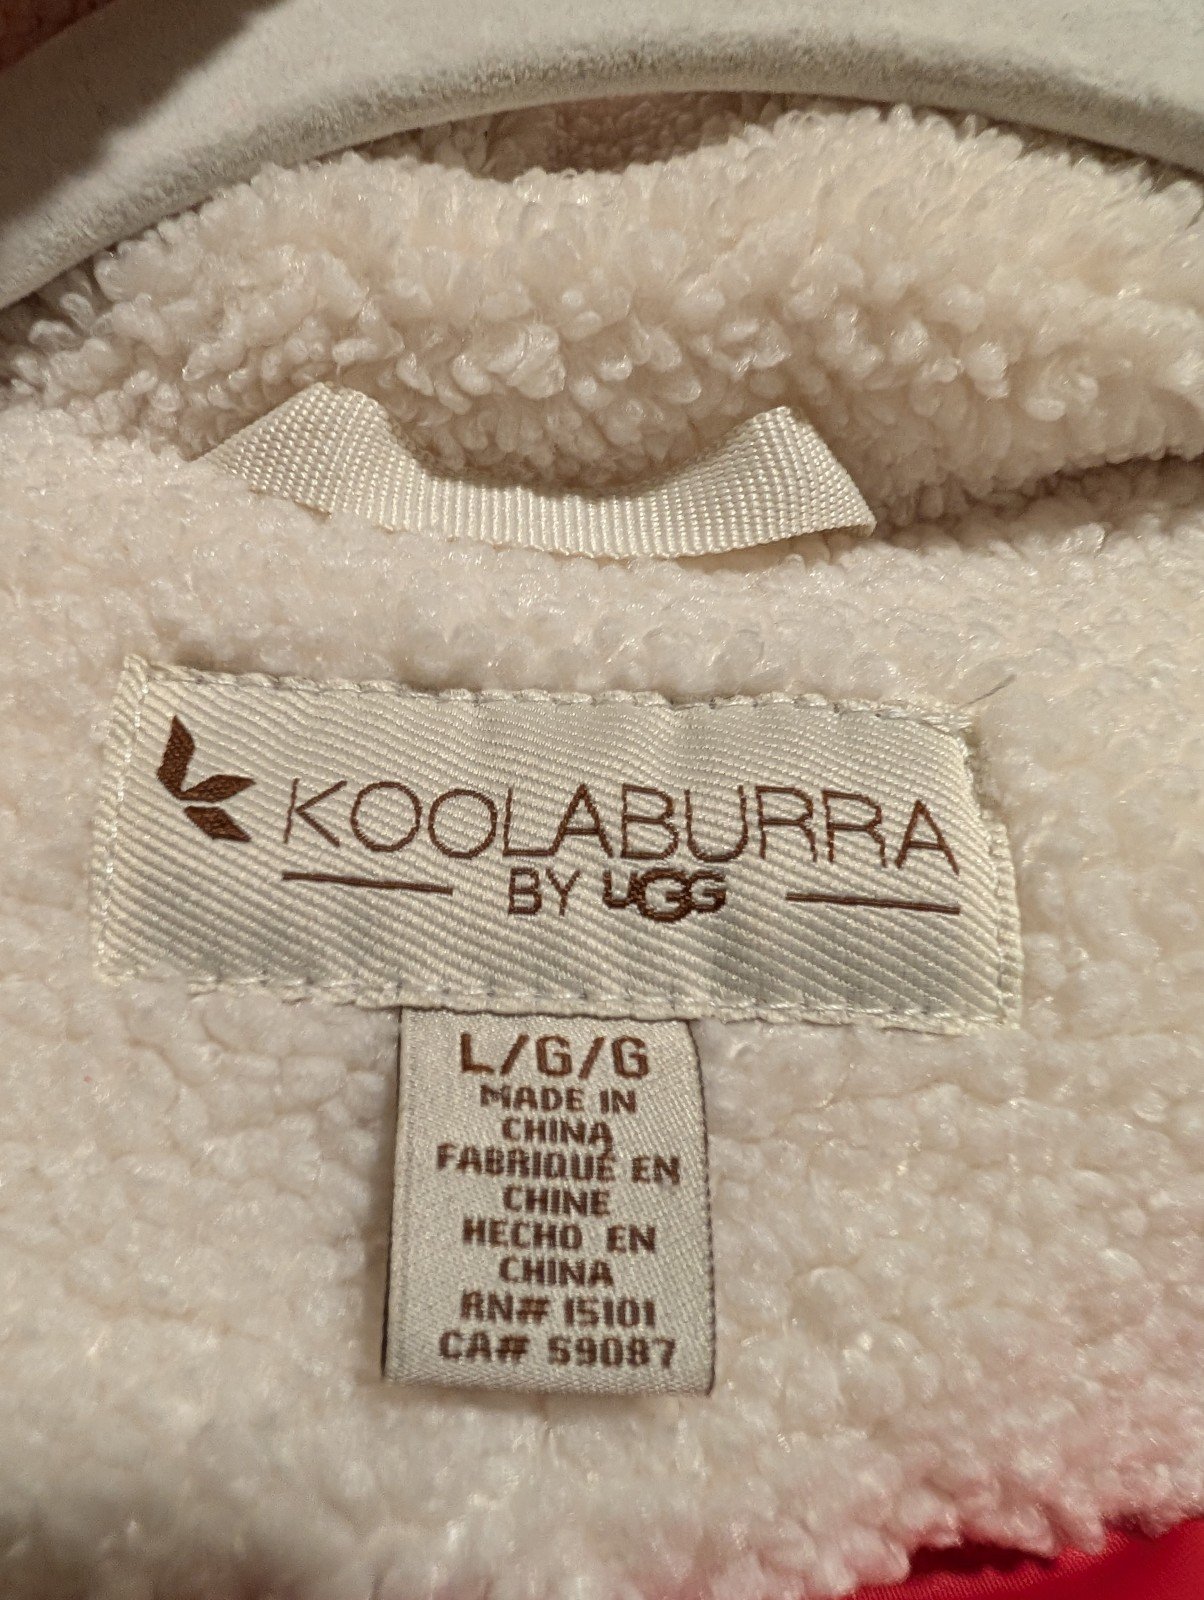 KOOLABURRA
BY UGG
L/G/G
MADE IN
CHINA
FABRIQUÉ EN
CHINE
HECHO EN
CHINA
RN# 15101
CA# 59087